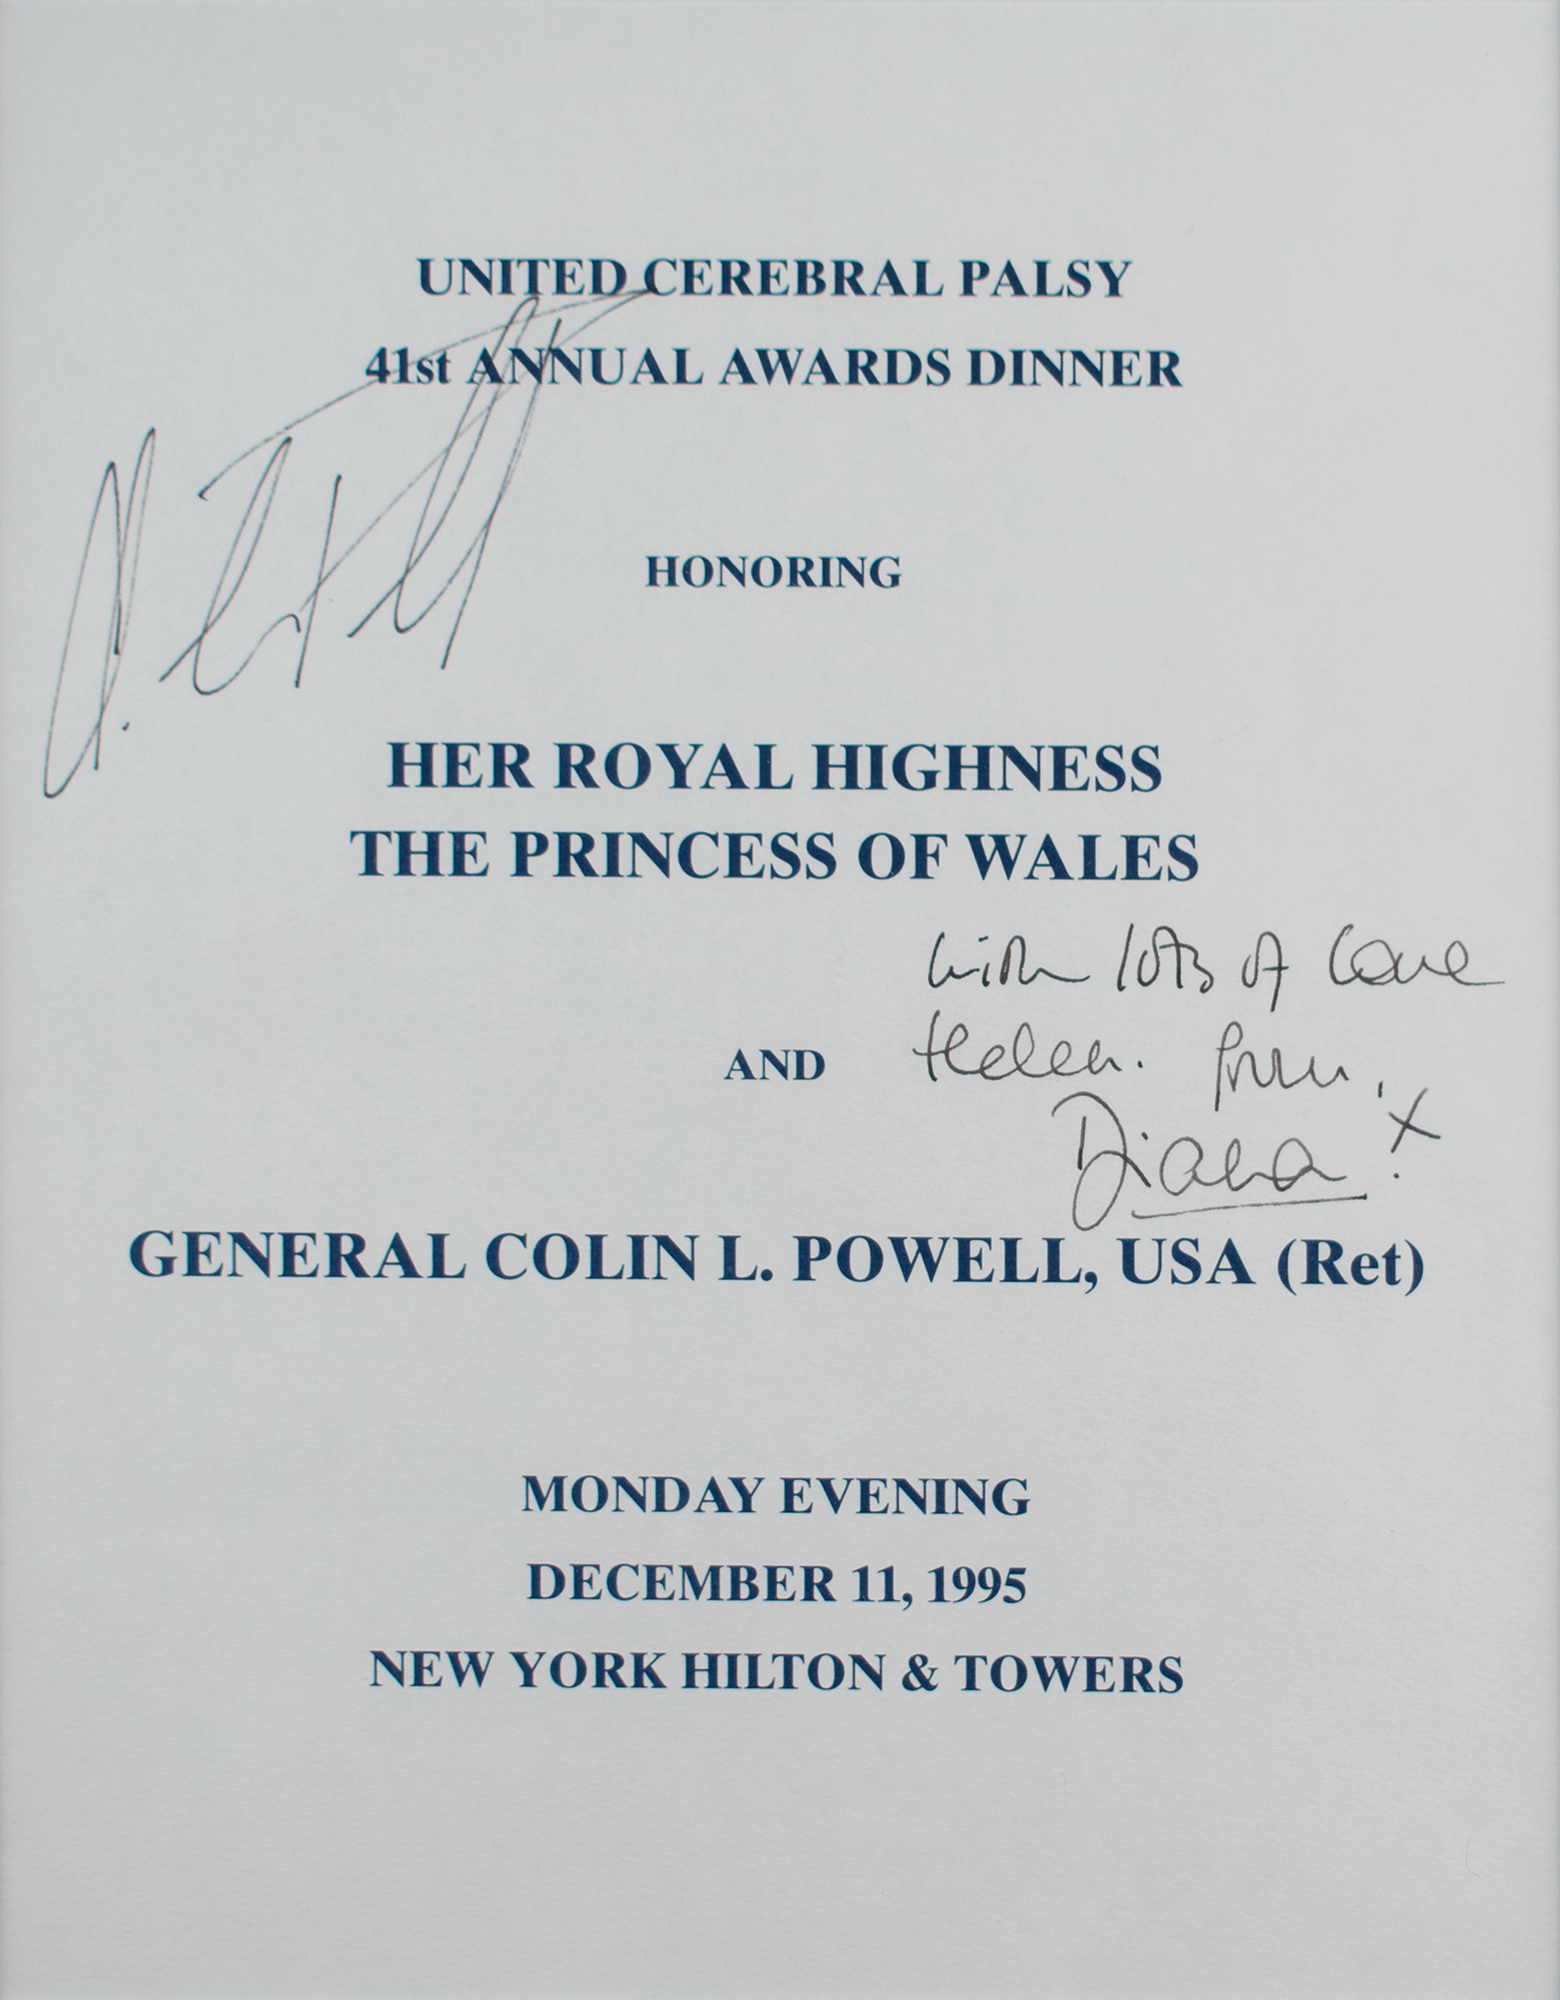 UNITED CEREBRAL PALSY
41st ANNUAL AWARDS DINNER
HONORING
HER ROYAL HIGHNESS
THE PRINCESS OF WALES
With lots of love
Helen. from,
AND
Diana! x
GENERAL COLIN L. POWELL, USA (Ret)
MONDAY EVENING
DECEMBER 11, 1995
NEW YORK HILTON & TOWERS